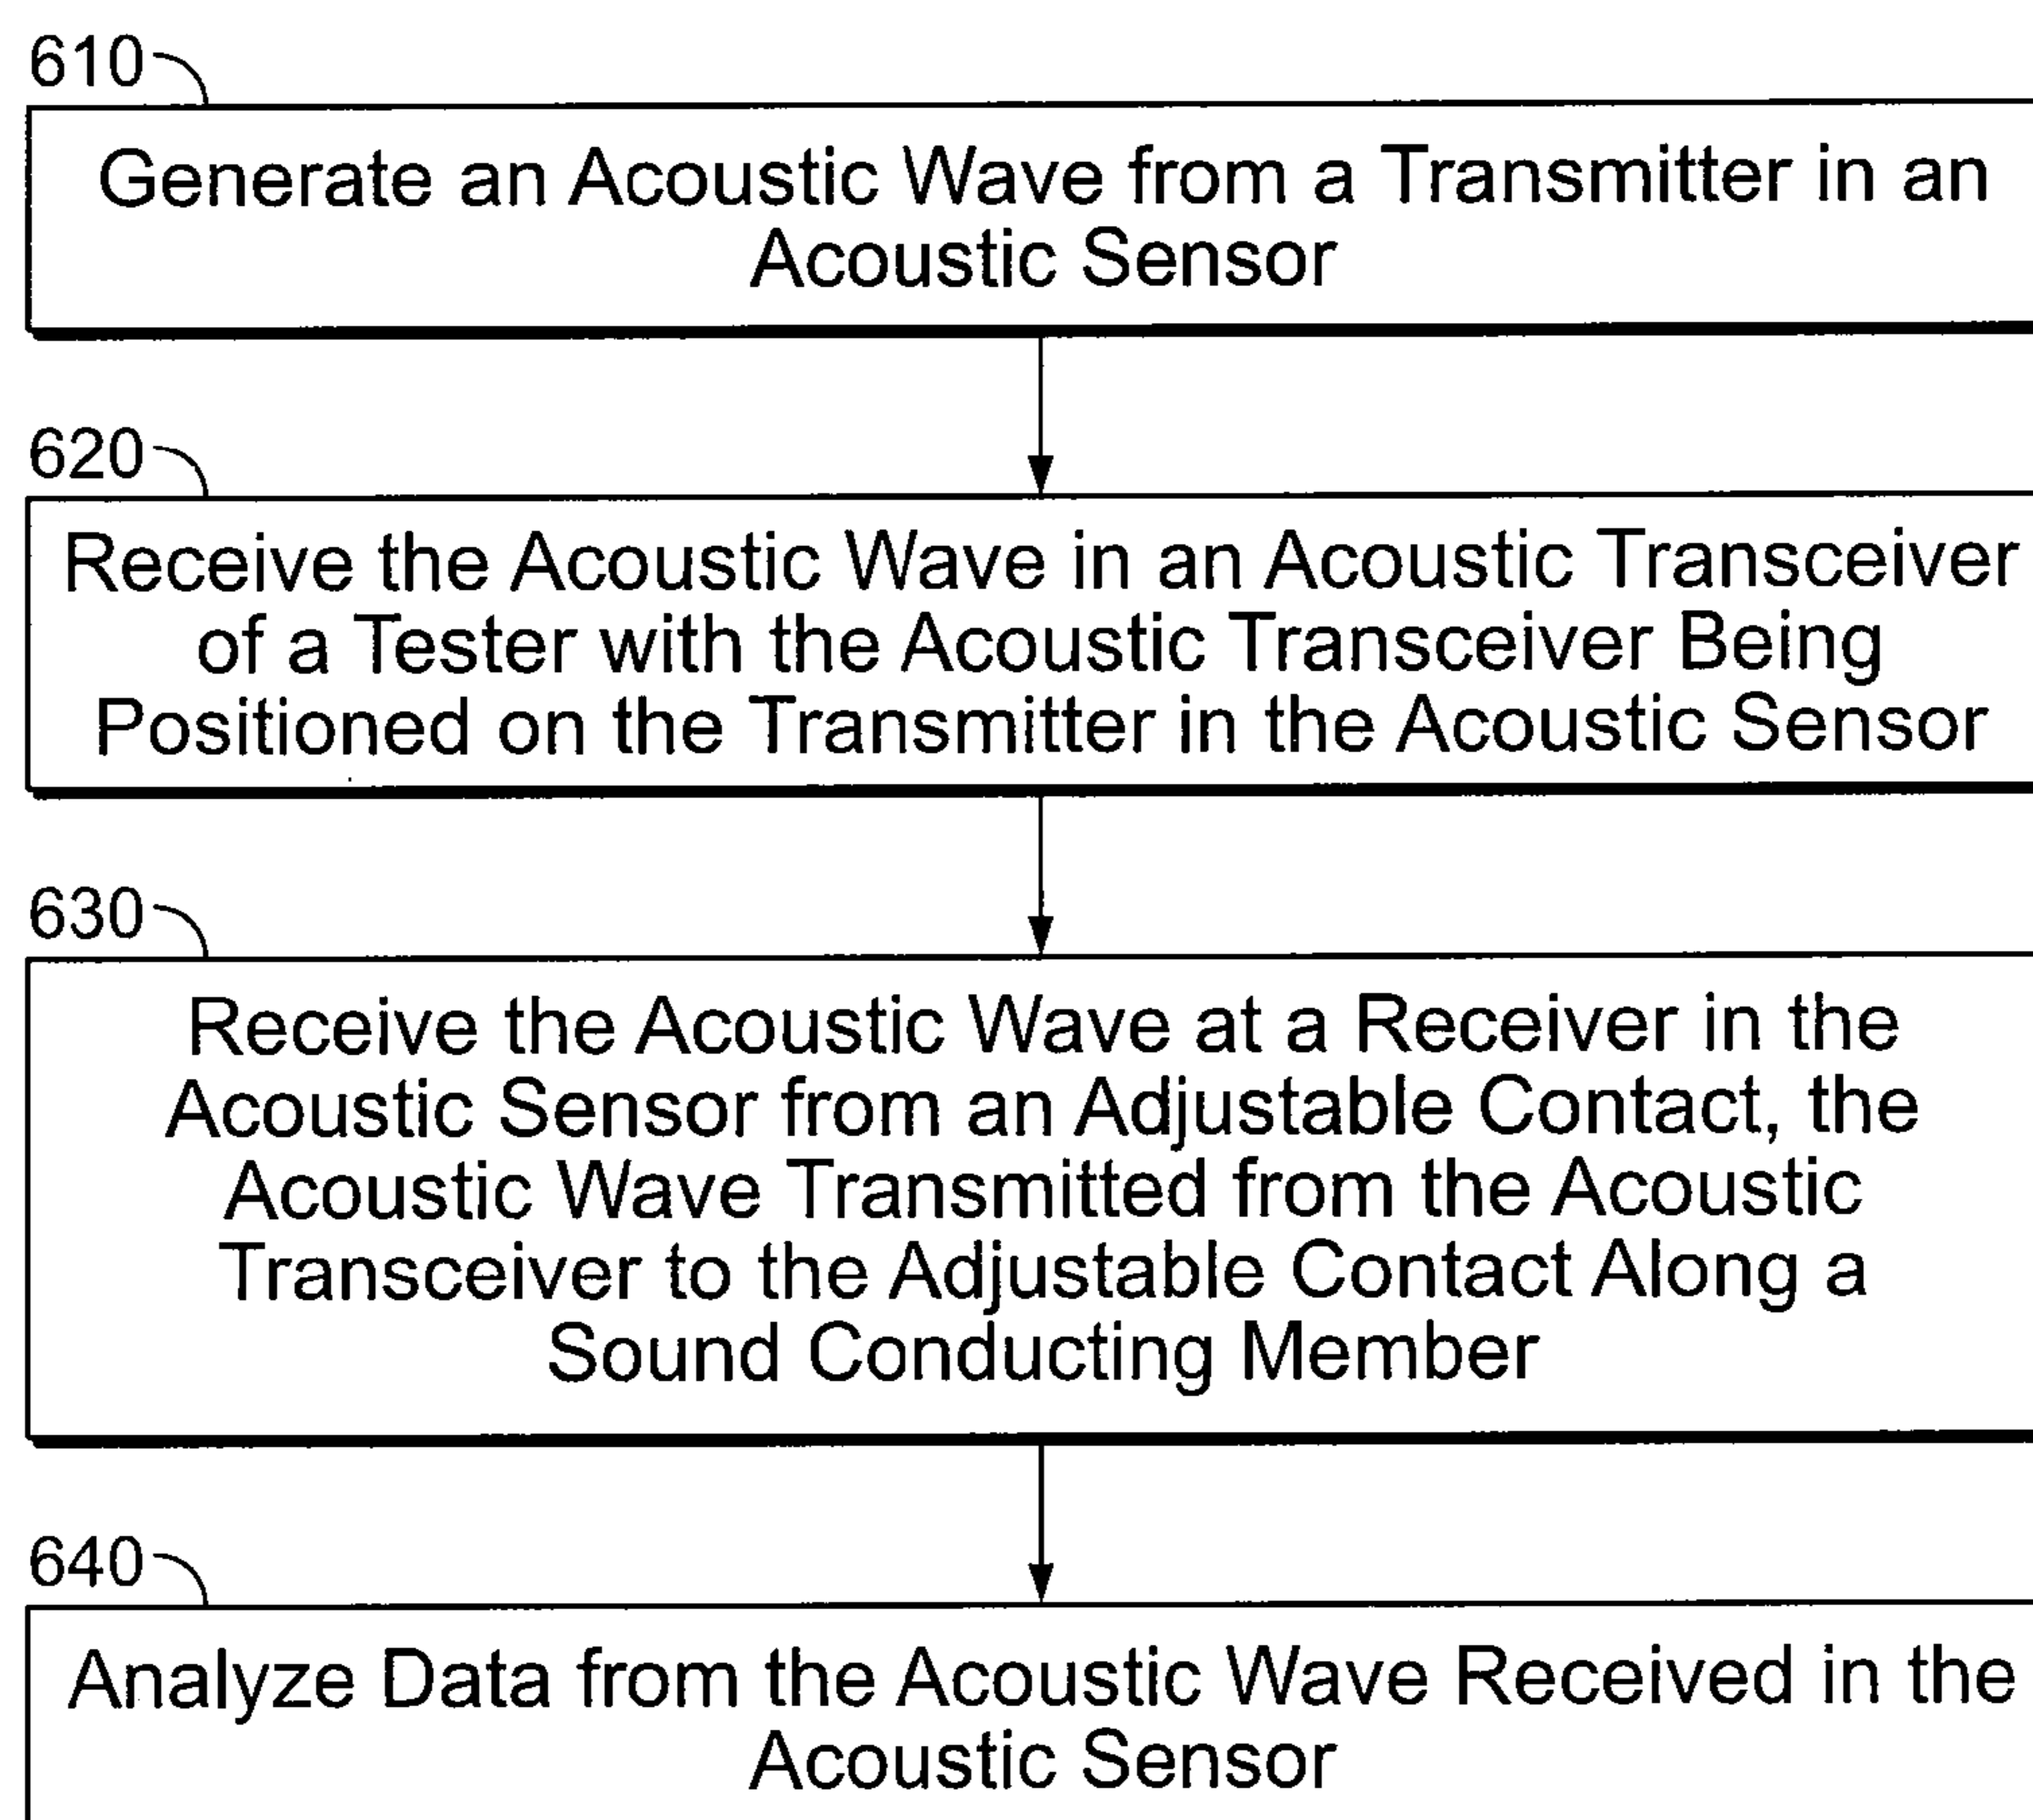 610
Generate an Acoustic Wave from a Transmitter in an
Acoustic Sensor
620
Receive the Acoustic Wave in an Acoustic Transceiver
of a Tester with the Acoustic Transceiver Being
Positioned on the Transmitter in the Acoustic Sensor
630
Receive the Acoustic Wave at a Receiver in the
Acoustic Sensor from an Adjustable Contact, the
Acoustic Wave Transmitted from the Acoustic
Transceiver to the Adjustable Contact Along a
Sound Conducting Member
640
Analyze Data from the Acoustic Wave Received in the
Acoustic Sensor